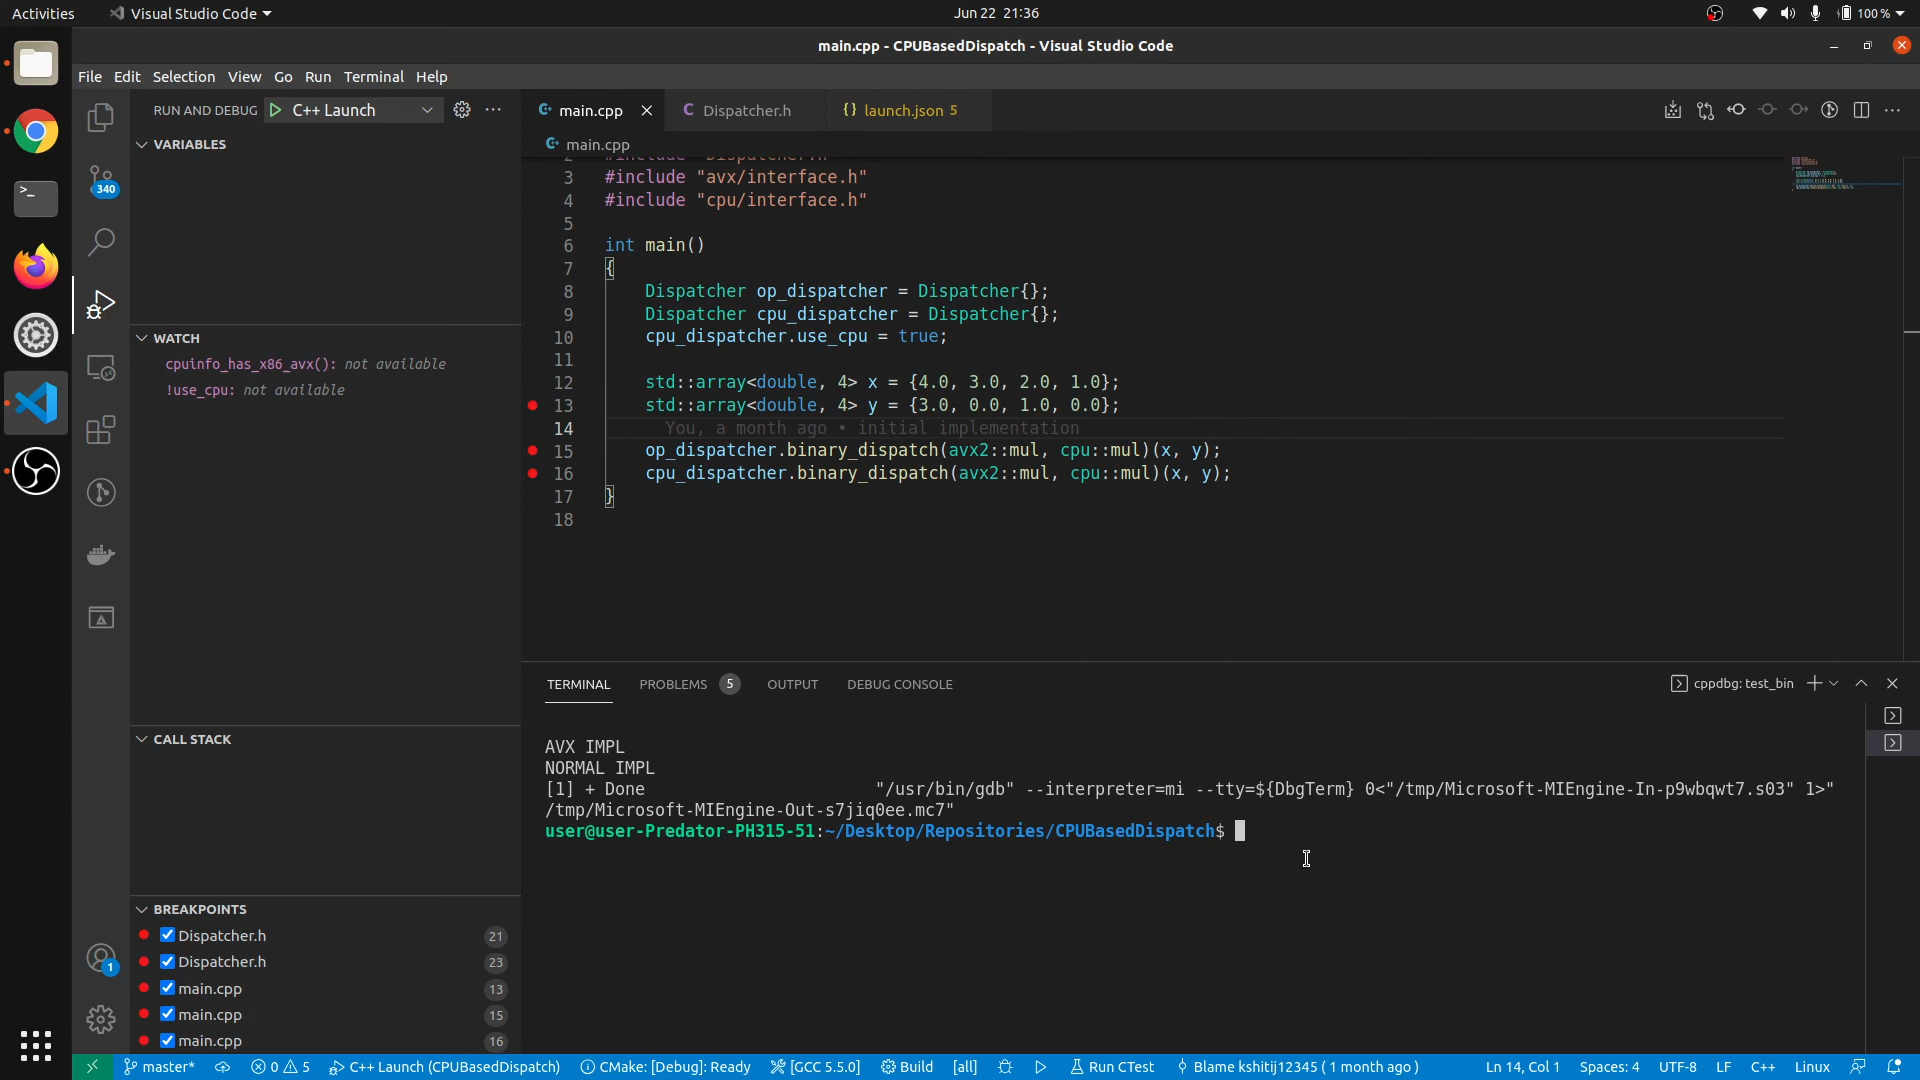 Activities
Visual Studio Code
Jun 22 21:36
100 %
main.cpp - CPUBasedDispatch - Visual Studio Code
File Edit Selection View Go Run Terminal Help
RUN AND DEBUG
C++ Launch
main.cpp
Dispatcher.h
launch.json 5
main.cpp
VARIABLES
340
WATCH
cpuinfo_has_x86_avx(): not available
!use_cpu: not available
CALL STACK
BREAKPOINTS
Dispatcher.h 21
Dispatcher.h 23
main.cpp 13
main.cpp 15
main.cpp 16
1
2 #include "Dispatcher.h"
3 #include "avx/interface.h"
4 #include "cpu/interface.h"
5
6 int main()
7 {
8 Dispatcher op_dispatcher = Dispatcher{};
9 Dispatcher cpu_dispatcher = Dispatcher{};
10 cpu_dispatcher.use_cpu = true;
11
12 std::array<double, 4> x = {4.0, 3.0, 2.0, 1.0};
13 std::array<double, 4> y = {3.0, 0.0, 1.0, 0.0};
14 You, a month ago • initial implementation
15 op_dispatcher.binary_dispatch(avx2::mul, cpu::mul)(x, y);
16 cpu_dispatcher.binary_dispatch(avx2::mul, cpu::mul)(x, y);
17 }
18
TERMINAL PROBLEMS 5 OUTPUT DEBUG CONSOLE
cppdbg: test_bin
AVX IMPL
NORMAL IMPL
[1] + Done "/usr/bin/gdb" --interpreter=mi --tty=${DbgTerm} 0<"/tmp/Microsoft-MIEngine-In-p9wbqwt7.s03" 1>"
/tmp/Microsoft-MIEngine-Out-s7jiq0ee.mc7"
user@user-Predator-PH315-51:~/Desktop/Repositories/CPUBasedDispatch$
master* 0 5 C++ Launch (CPUBasedDispatch) CMake: [Debug]: Ready [GCC 5.5.0] Build [all] Run CTest Blame kshitij12345 ( 1 month ago ) Ln 14, Col 1 Spaces: 4 UTF-8 LF C++ Linux